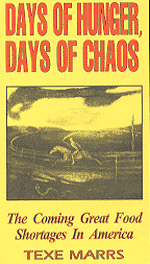 DAYS OF HUNGER,
DAYS OF CHAOS
The Coming Great Food
Shortages In America
TEXE MARRS